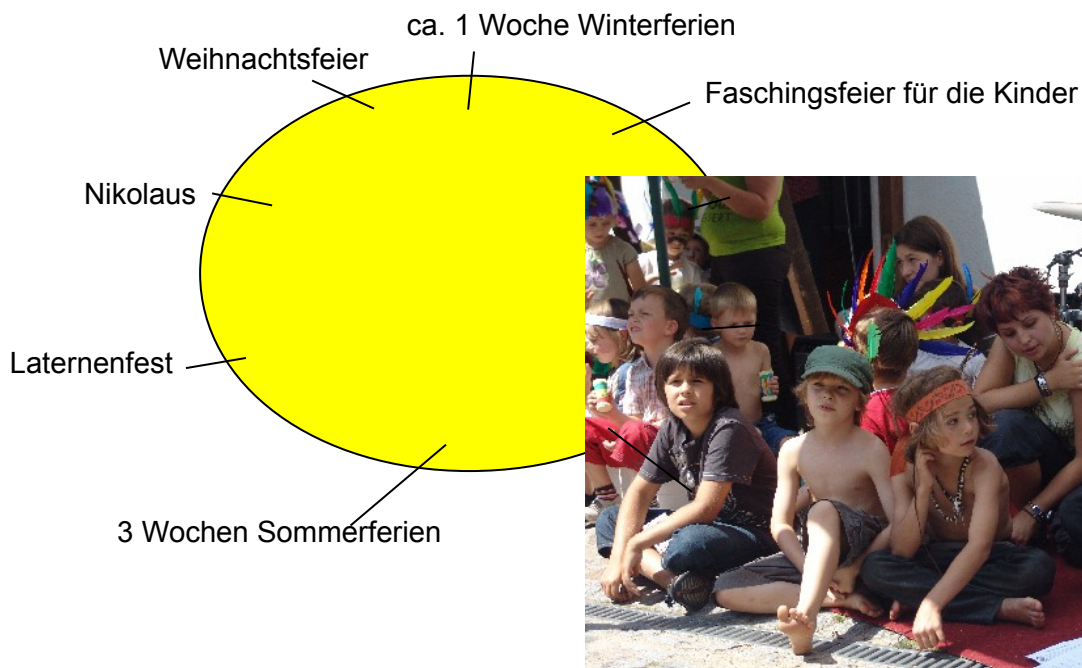 ca. 1 Woche Winterferien
Weihnachtsfeier
Faschingsfeier für die Kinder
Nikolaus
Laternenfest
3 Wochen Sommerferien